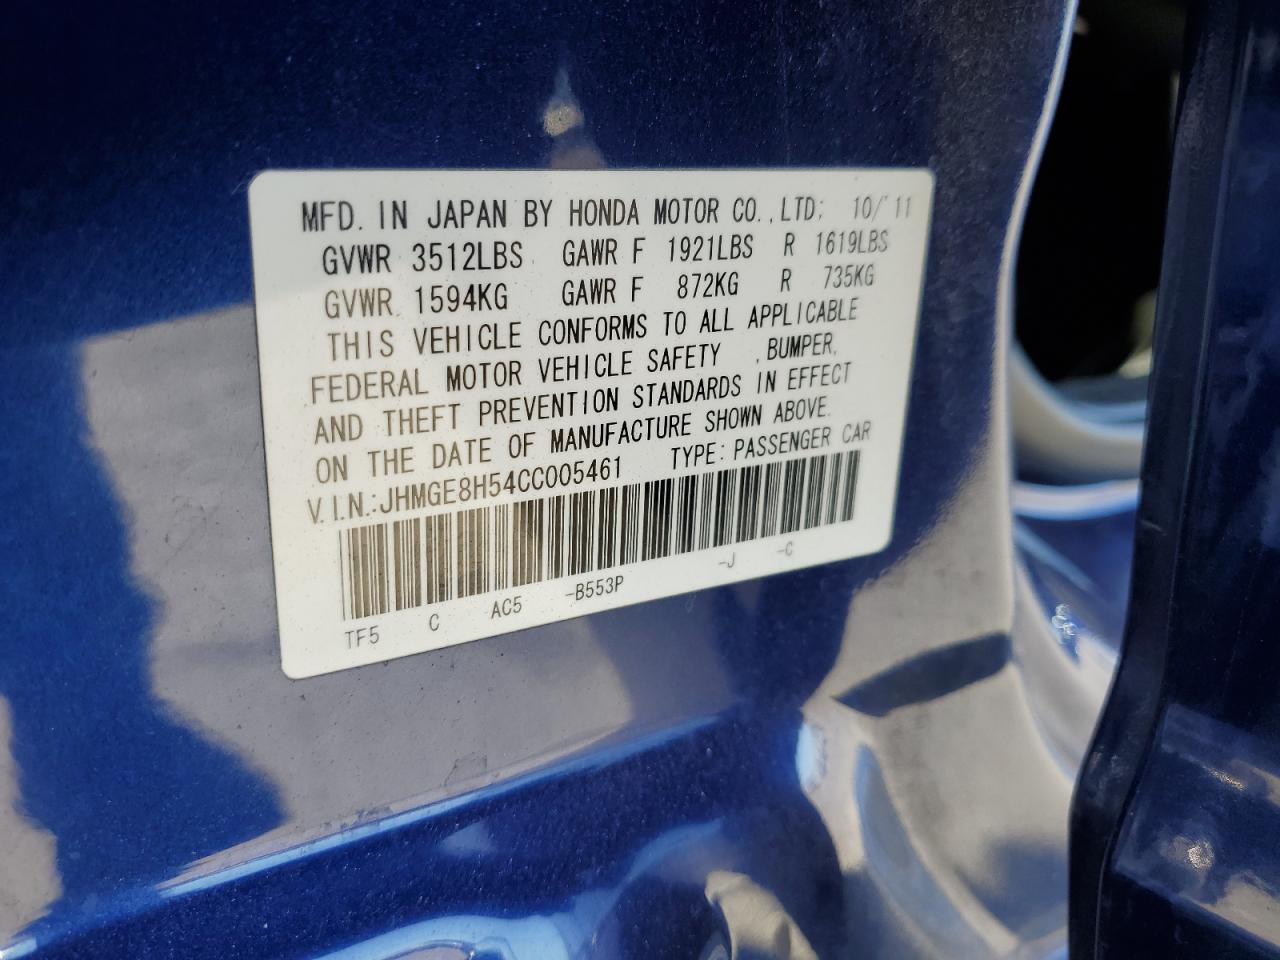 MFD. IN JAPAN BY HONDA MOTOR CO., LTD; 10/11
GVWR 3512LBS GAWR F 1921LBS R 1619LBS
GVWR 1594KG GAWR F 872KG R 735KG
THIS VEHICLE CONFORMS TO ALL APPLICABLE
FEDERAL MOTOR VEHICLE SAFETY , BUMPER,
AND THEFT PREVENTION STANDARDS IN EFFECT
ON THE DATE OF MANUFACTURE SHOWN ABOVE.
V.I.N.:JHMGE8H54CC005461 TYPE: PASSENGER CAR
TF5 C AC5 -B553P -J -C